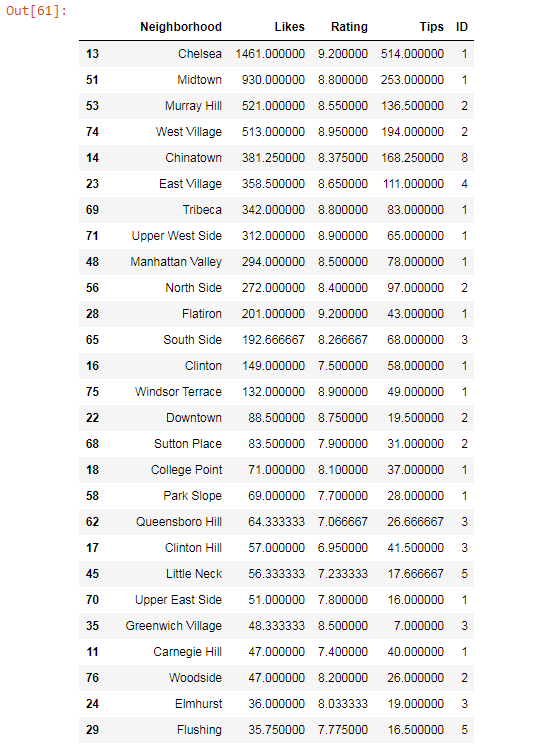 Out[61]:
Neighborhood Likes Rating Tips ID
13 Chelsea 1461.000000 9.200000 514.000000 1
51 Midtown 930.000000 8.800000 253.000000 1
53 Murray Hill 521.000000 8.550000 136.500000 2
74 West Village 513.000000 8.950000 194.000000 2
14 Chinatown 381.250000 8.375000 168.250000 8
23 East Village 358.500000 8.650000 111.000000 4
69 Tribeca 342.000000 8.800000 83.000000 1
71 Upper West Side 312.000000 8.900000 65.000000 1
48 Manhattan Valley 294.000000 8.500000 78.000000 1
56 North Side 272.000000 8.400000 97.000000 2
28 Flatiron 201.000000 9.200000 43.000000 1
65 South Side 192.666667 8.266667 68.000000 3
16 Clinton 149.000000 7.500000 58.000000 1
75 Windsor Terrace 132.000000 8.900000 49.000000 1
22 Downtown 88.500000 8.750000 19.500000 2
68 Sutton Place 83.500000 7.900000 31.000000 2
18 College Point 71.000000 8.100000 37.000000 1
58 Park Slope 69.000000 7.700000 28.000000 1
62 Queensboro Hill 64.333333 7.066667 26.666667 3
17 Clinton Hill 57.000000 6.950000 41.500000 3
45 Little Neck 56.333333 7.233333 17.666667 5
70 Upper East Side 51.000000 7.800000 16.000000 1
35 Greenwich Village 48.333333 8.500000 7.000000 3
11 Carnegie Hill 47.000000 7.400000 40.000000 1
76 Woodside 47.000000 8.200000 26.000000 2
24 Elmhurst 36.000000 8.033333 19.000000 3
29 Flushing 35.750000 7.775000 16.500000 5